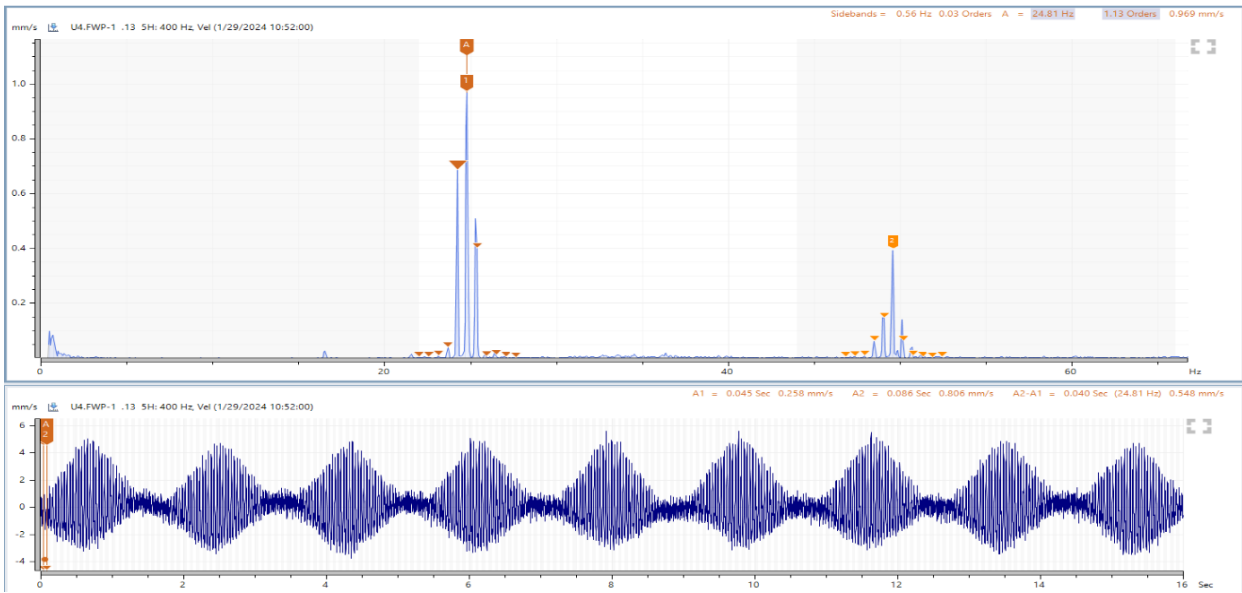 Sidebands = 0.56 Hz 0.03 Orders A = 24.81 Hz 1.13 Orders 0.969 mm/s
mm/s U4.FWP-1 .13 5H: 400 Hz, Vel (1/29/2024 10:52:00)
A
1
1.0
0.8
0.6
0.4
2
0.2
0 20 40 60 Hz
A1 = 0.045 Sec 0.258 mm/s A2 = 0.086 Sec 0.806 mm/s A2-A1 = 0.040 Sec (24.81 Hz) 0.548 mm/s
mm/s U4.FWP-1 .13 5H: 400 Hz, Vel (1/29/2024 10:52:00)
6
A
2
4
2
0
-2
-4
0 2 4 6 8 10 12 14 16 Sec